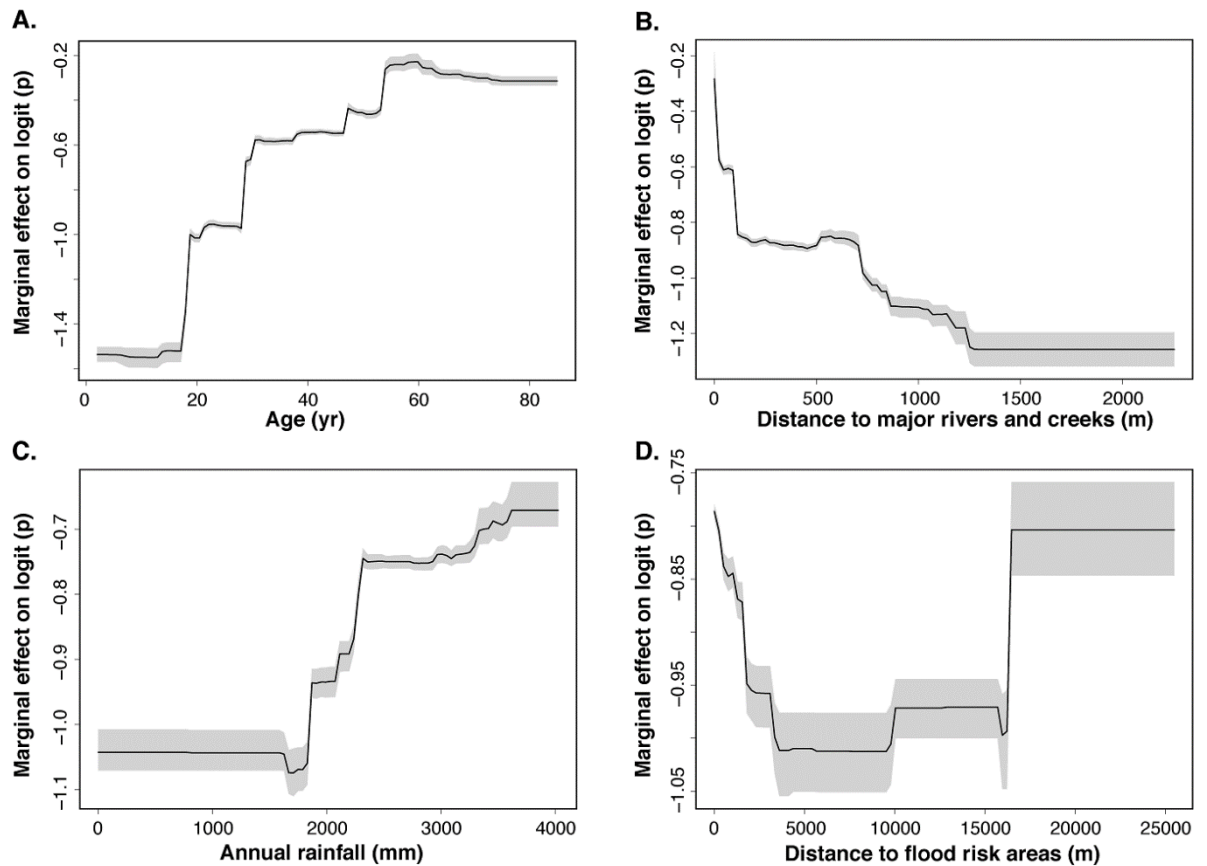 A.
Marginal effect on logit (p)
−0.2
−0.6
−1.0
−1.4
0 20 40 60 80
Age (yr)
B.
Marginal effect on logit (p)
−0.2
−0.4
−0.6
−0.8
−1.0
−1.2
0 500 1000 1500 2000
Distance to major rivers and creeks (m)
C.
Marginal effect on logit (p)
−0.7
−0.8
−0.9
−1.0
−1.1
0 1000 2000 3000 4000
Annual rainfall (mm)
D.
Marginal effect on logit (p)
−0.75
−0.85
−0.95
−1.05
0 5000 10000 15000 20000 25000
Distance to flood risk areas (m)